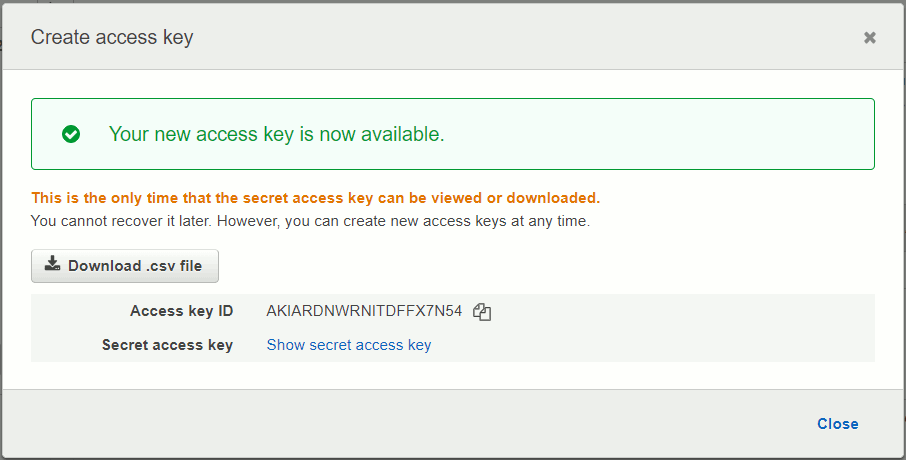 Create access key
Your new access key is now available.
This is the only time that the secret access key can be viewed or downloaded.
You cannot recover it later. However, you can create new access keys at any time.
Download .csv file
Access key ID AKIARDNWRNITDFFX7N54
Secret access key Show secret access key
Close